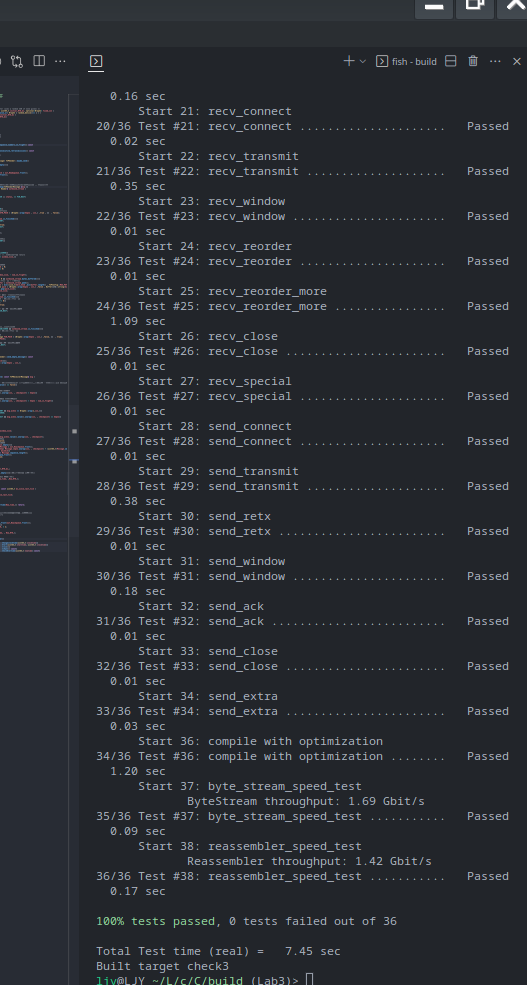 fish - build
0.16 sec
Start 21: recv_connect
20/36 Test #21: recv_connect ..................... Passed
0.02 sec
Start 22: recv_transmit
21/36 Test #22: recv_transmit .................... Passed
0.35 sec
Start 23: recv_window
22/36 Test #23: recv_window ...................... Passed
0.01 sec
Start 24: recv_reorder
23/36 Test #24: recv_reorder ..................... Passed
0.01 sec
Start 25: recv_reorder_more
24/36 Test #25: recv_reorder_more ................ Passed
1.09 sec
Start 26: recv_close
25/36 Test #26: recv_close ....................... Passed
0.01 sec
Start 27: recv_special
26/36 Test #27: recv_special ..................... Passed
0.01 sec
Start 28: send_connect
27/36 Test #28: send_connect ..................... Passed
0.01 sec
Start 29: send_transmit
28/36 Test #29: send_transmit .................... Passed
0.38 sec
Start 30: send_retx
29/36 Test #30: send_retx ........................ Passed
0.01 sec
Start 31: send_window
30/36 Test #31: send_window ...................... Passed
0.18 sec
Start 32: send_ack
31/36 Test #32: send_ack ......................... Passed
0.01 sec
Start 33: send_close
32/36 Test #33: send_close ....................... Passed
0.01 sec
Start 34: send_extra
33/36 Test #34: send_extra ....................... Passed
0.03 sec
Start 36: compile with optimization
34/36 Test #36: compile with optimization ........ Passed
1.20 sec
Start 37: byte_stream_speed_test
ByteStream throughput: 1.69 Gbit/s
35/36 Test #37: byte_stream_speed_test ........... Passed
0.09 sec
Start 38: reassembler_speed_test
Reassembler throughput: 1.42 Gbit/s
36/36 Test #38: reassembler_speed_test ........... Passed
0.17 sec
100% tests passed, 0 tests failed out of 36
Total Test time (real) = 7.45 sec
Built target check3
ljy@LJY ~/L/c/C/build (Lab3)>